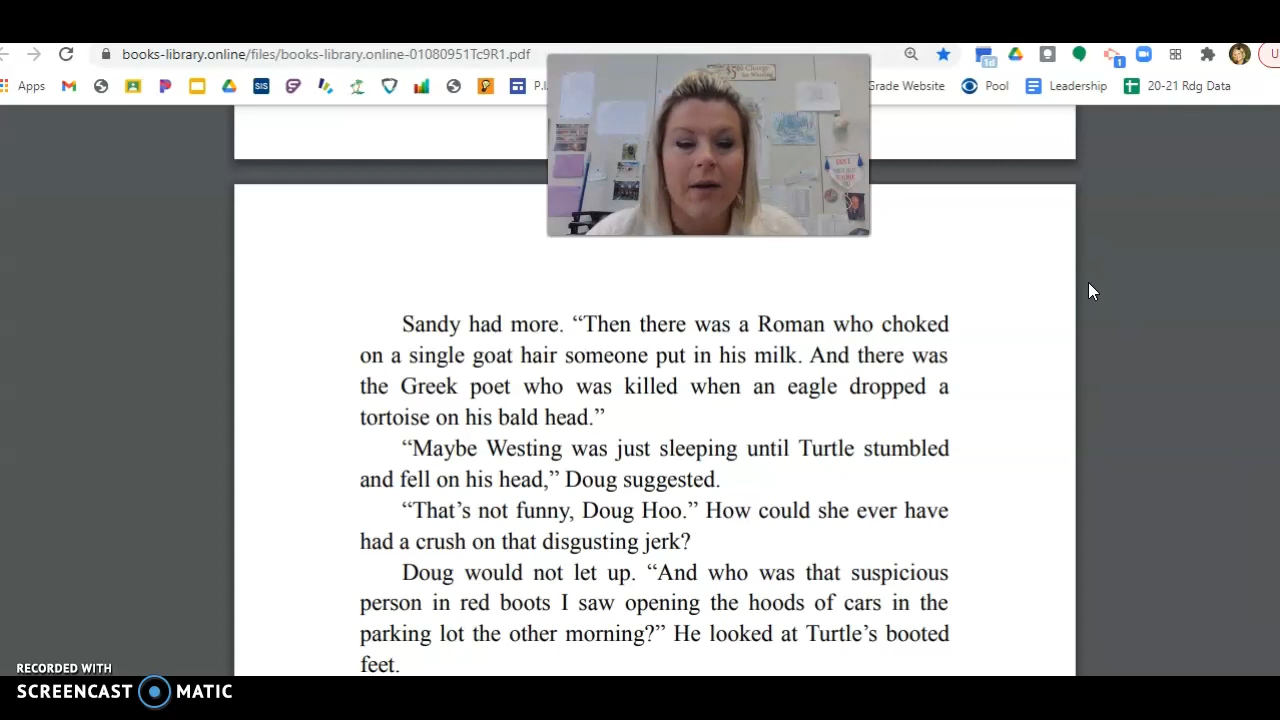 books-library.online/files/books-library.online-01080951Tc9R1.pdf
Apps
SIS
P.I
Grade Website
Pool
Leadership
20-21 Rdg Data
1d
1
U
Sandy had more. “Then there was a Roman who choked
on a single goat hair someone put in his milk. And there was
the Greek poet who was killed when an eagle dropped a
tortoise on his bald head.”
“Maybe Westing was just sleeping until Turtle stumbled
and fell on his head,” Doug suggested.
“That’s not funny, Doug Hoo.” How could she ever have
had a crush on that disgusting jerk?
Doug would not let up. “And who was that suspicious
person in red boots I saw opening the hoods of cars in the
parking lot the other morning?” He looked at Turtle’s booted
feet.
RECORDED WITH
SCREENCAST MATIC